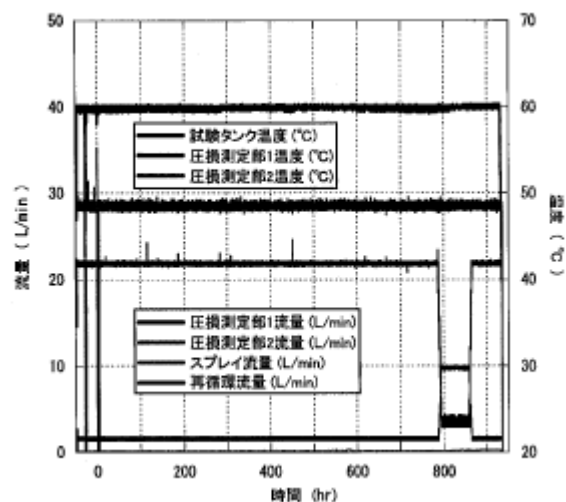 50
40
30
20
10
0
流量 ( L/min )
試験タンク温度 (℃)
圧損測定部1温度 (℃)
圧損測定部2温度 (℃)
圧損測定部1流量 (L/min)
圧損測定部2流量 (L/min)
スプレイ流量 (L/min)
再循環流量 (L/min)
70
60
50
40
30
20
温度 ( ℃ )
0 200 400 600 800
時間 (hr)